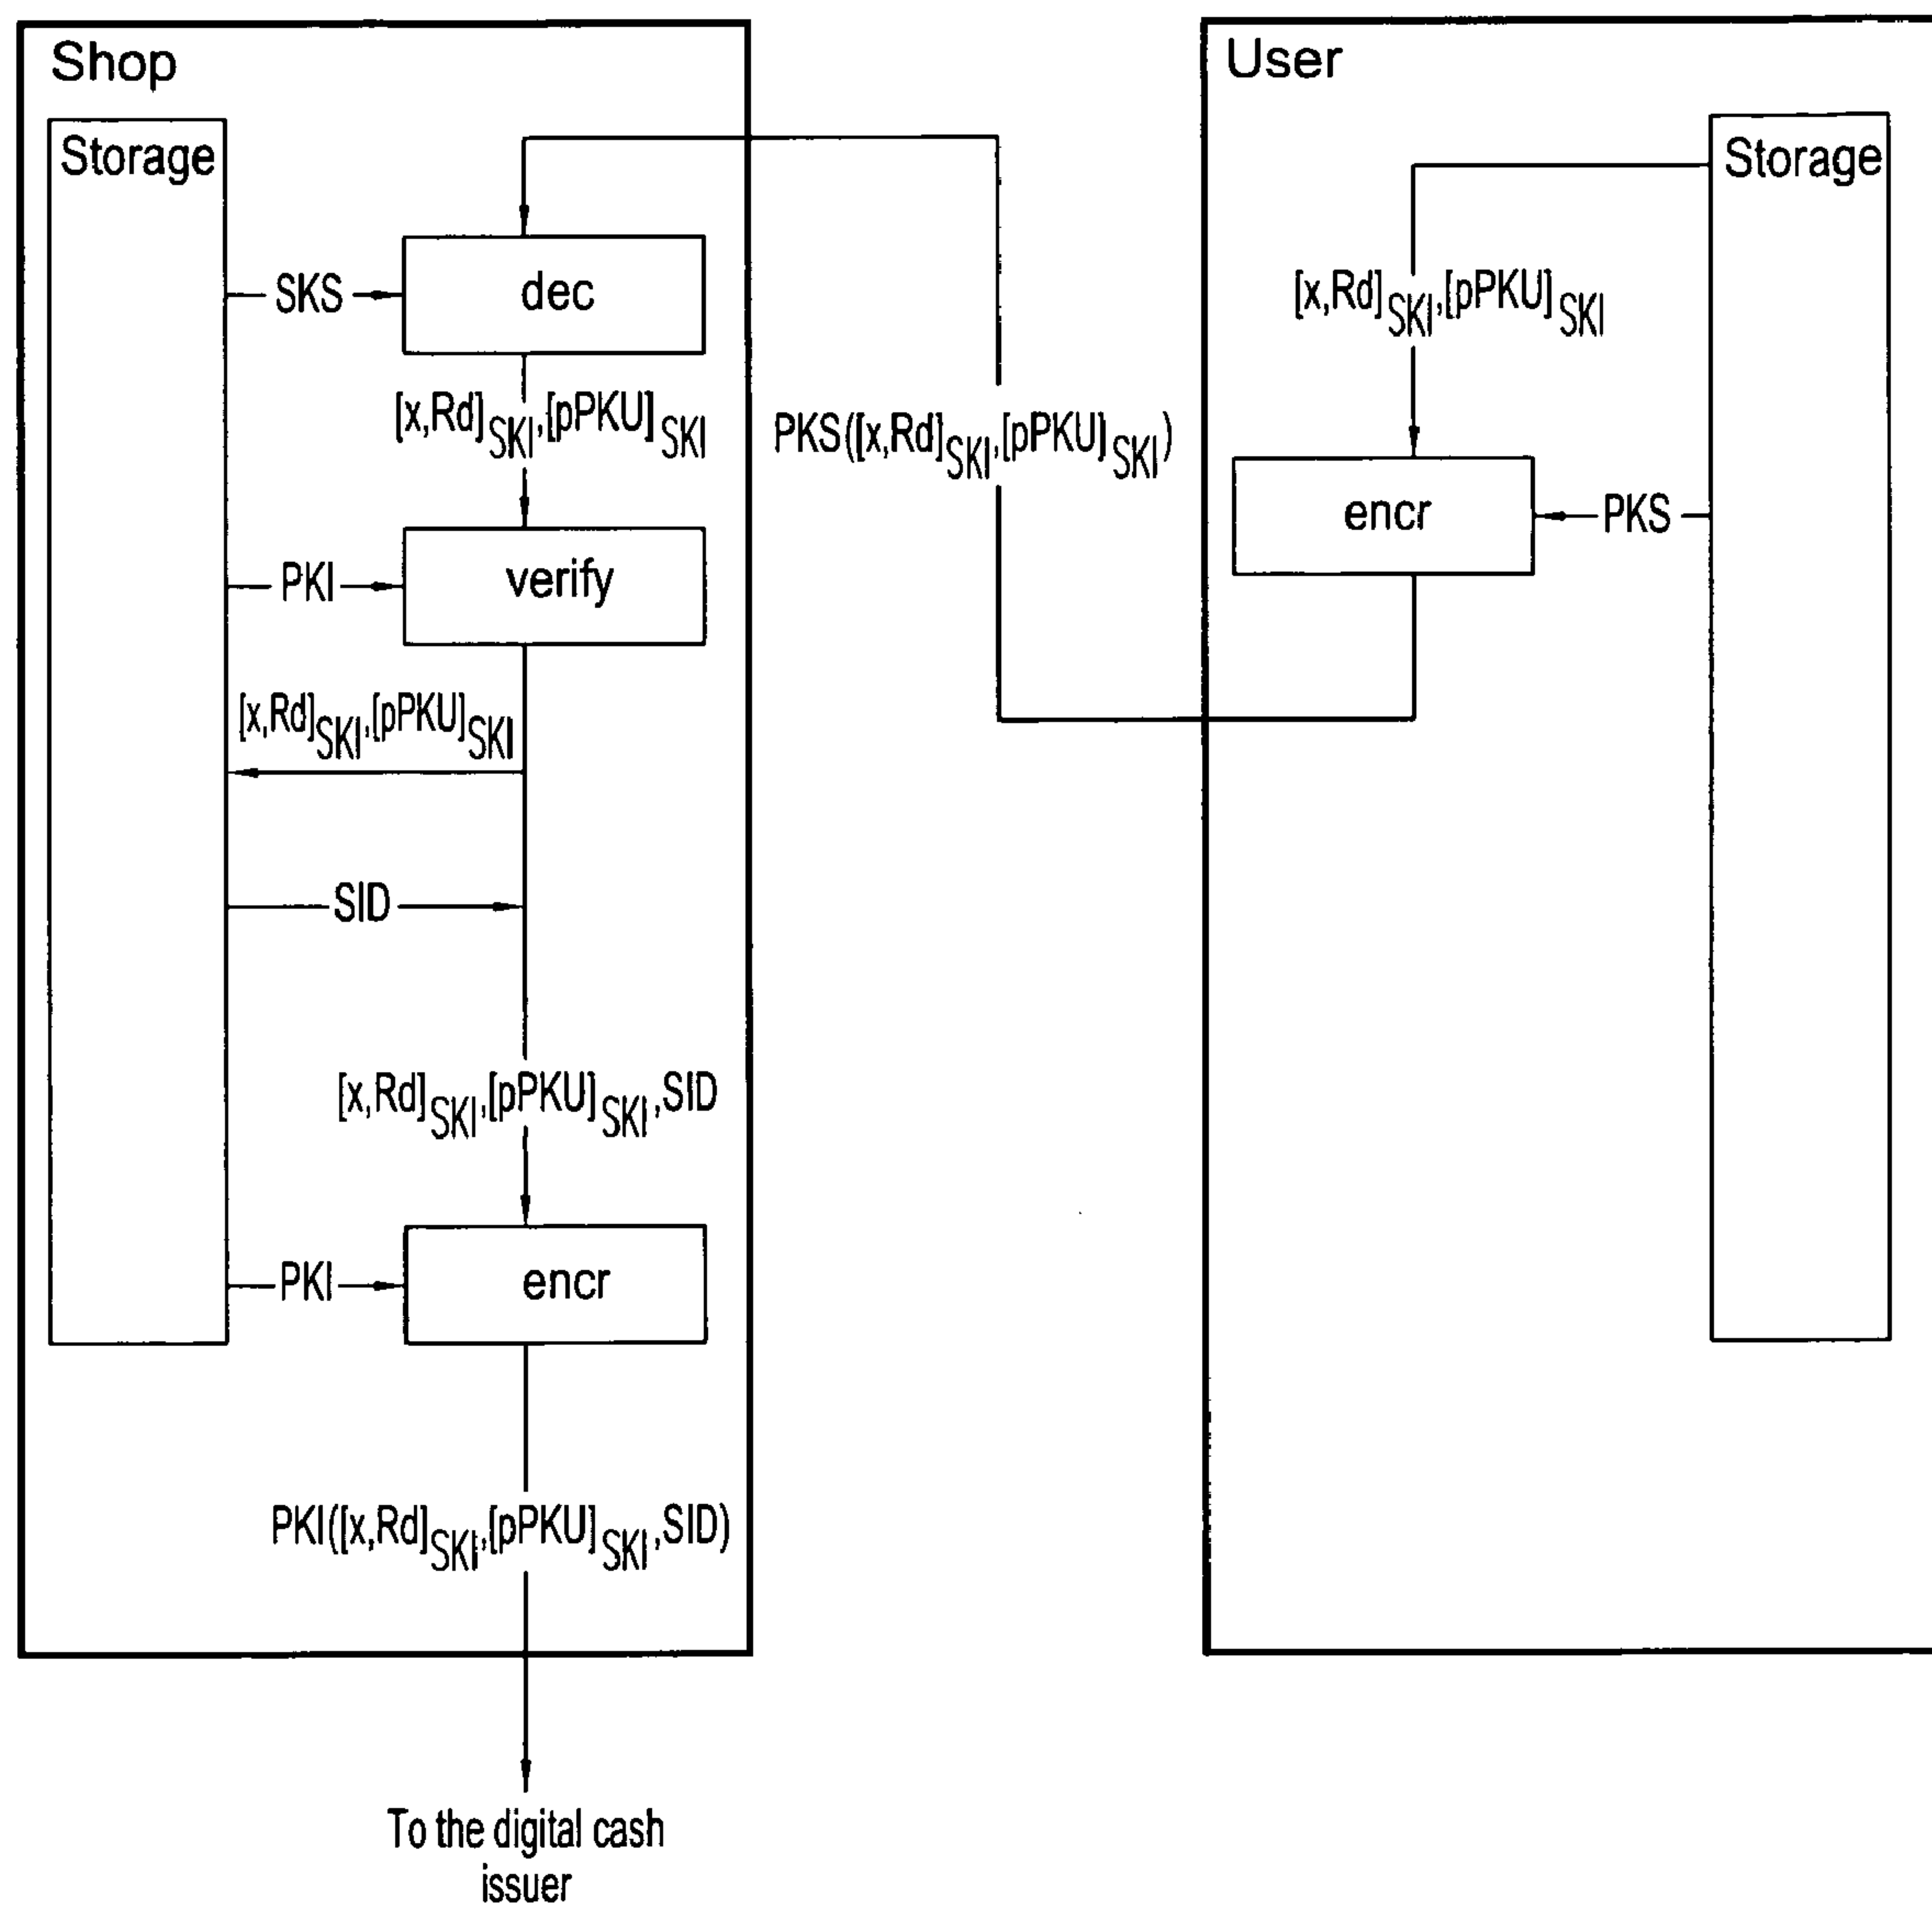 Shop
Storage
SKS
dec
[x,Rd]SKI,[pPKU]SKI
PKI
verify
[x,Rd]SKI,[pPKU]SKI
SID
[x,Rd]SKI,[pPKU]SKI,SID
PKI
encr
PKI([x,Rd]SKI,[pPKU]SKI,SID)
To the digital cash
issuer
PKS([x,Rd]SKI,[pPKU]SKI)
User
Storage
[x,Rd]SKI,[pPKU]SKI
encr
PKS